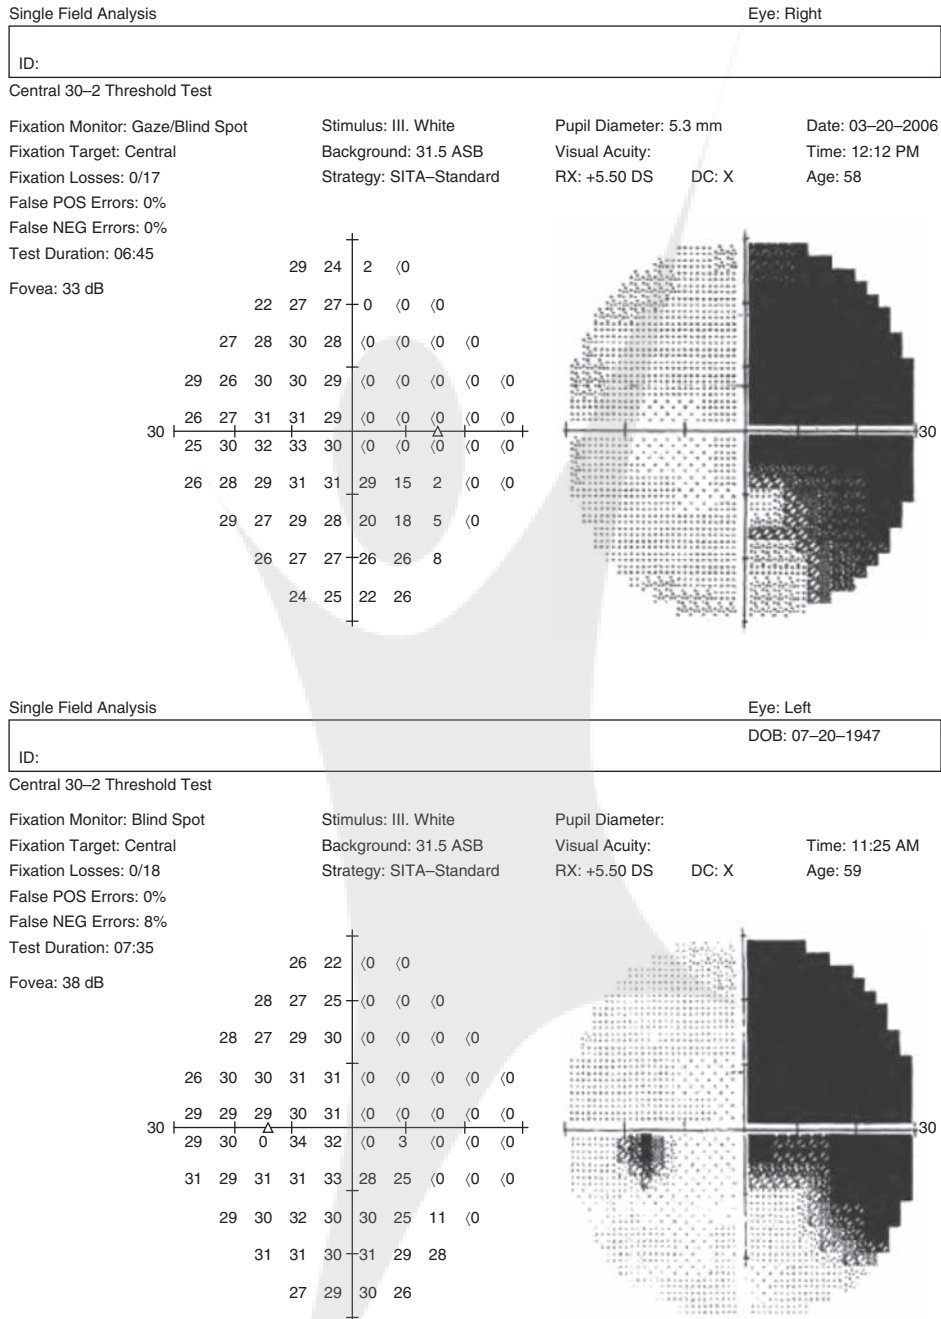 Single Field Analysis Eye: Right
ID:
Central 30–2 Threshold Test
Fixation Monitor: Gaze/Blind Spot Stimulus: III. White Pupil Diameter: 5.3 mm Date: 03–20–2006
Fixation Target: Central Background: 31.5 ASB Visual Acuity: Time: 12:12 PM
Fixation Losses: 0/17 Strategy: SITA–Standard RX: +5.50 DS DC: X Age: 58
False POS Errors: 0%
False NEG Errors: 0%
Test Duration: 06:45
Fovea: 33 dB
29 24 2 ⟨0
22 27 27 0 ⟨0 ⟨0
27 28 30 28 ⟨0 ⟨0 ⟨0 ⟨0
29 26 30 30 29 ⟨0 ⟨0 ⟨0 ⟨0 ⟨0
26 27 31 31 29 ⟨0 ⟨0 ⟨0 ⟨0 ⟨0
30 30
25 30 32 33 30 ⟨0 ⟨0 ⟨0 ⟨0 ⟨0
26 28 29 31 31 29 15 2 ⟨0 ⟨0
29 27 29 28 20 18 5 ⟨0
26 27 27 26 26 8
24 25 22 26
Single Field Analysis Eye: Left
DOB: 07–20–1947
ID:
Central 30–2 Threshold Test
Fixation Monitor: Blind Spot Stimulus: III. White Pupil Diameter:
Fixation Target: Central Background: 31.5 ASB Visual Acuity: Time: 11:25 AM
Fixation Losses: 0/18 Strategy: SITA–Standard RX: +5.50 DS DC: X Age: 59
False POS Errors: 0%
False NEG Errors: 8%
Test Duration: 07:35
Fovea: 38 dB
26 22 ⟨0 ⟨0
28 27 25 ⟨0 ⟨0 ⟨0
28 27 29 30 ⟨0 ⟨0 ⟨0 ⟨0
26 30 30 31 31 ⟨0 ⟨0 ⟨0 ⟨0 ⟨0
29 29 29 30 31 ⟨0 ⟨0 ⟨0 ⟨0 ⟨0
30 30
29 30 0 34 32 ⟨0 3 ⟨0 ⟨0 ⟨0
31 29 31 31 33 28 25 ⟨0 ⟨0 ⟨0
29 30 32 30 30 25 11 ⟨0
31 31 30 31 29 28
27 29 30 26